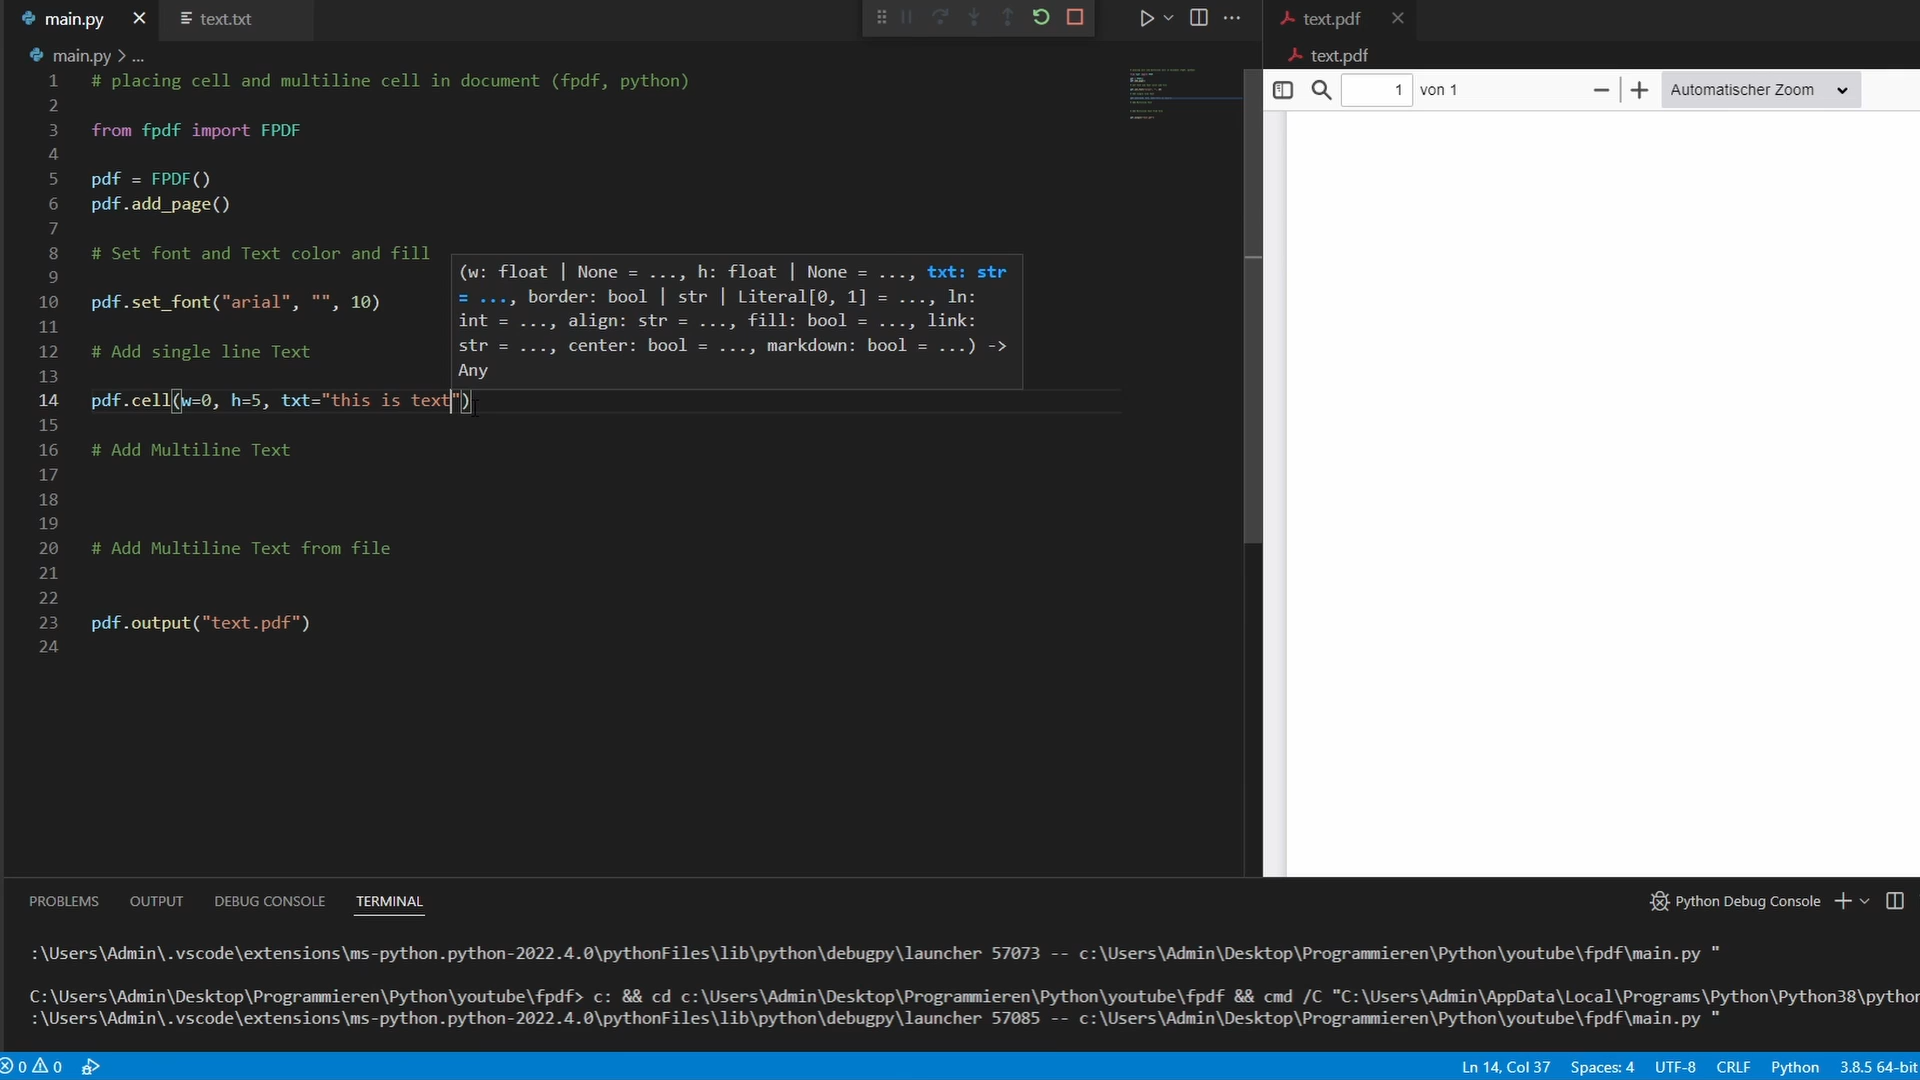 main.py
text.txt
text.pdf
main.py > ...
text.pdf
1 von 1 Automatischer Zoom
1 # placing cell and multiline cell in document (fpdf, python)
2
3 from fpdf import FPDF
4
5 pdf = FPDF()
6 pdf.add_page()
7
8 # Set font and Text color and fill
9
10 pdf.set_font("arial", "", 10)
11
12 # Add single line Text
13
14 pdf.cell(w=0, h=5, txt="this is text")
15
16 # Add Multiline Text
17
18
19
20 # Add Multiline Text from file
21
22
23 pdf.output("text.pdf")
24
(w: float | None = ..., h: float | None = ..., txt: str
= ..., border: bool | str | Literal[0, 1] = ..., ln:
int = ..., align: str = ..., fill: bool = ..., link:
str = ..., center: bool = ..., markdown: bool = ...) ->
Any
PROBLEMS OUTPUT DEBUG CONSOLE TERMINAL
Python Debug Console
:\Users\Admin\.vscode\extensions\ms-python.python-2022.4.0\pythonFiles\lib\python\debugpy\launcher 57073 -- c:\Users\Admin\Desktop\Programmieren\Python\youtube\fpdf\main.py "
C:\Users\Admin\Desktop\Programmieren\Python\youtube\fpdf> c: && cd c:\Users\Admin\Desktop\Programmieren\Python\youtube\fpdf && cmd /C "C:\Users\Admin\AppData\Local\Programs\Python\Python38\python
:\Users\Admin\.vscode\extensions\ms-python.python-2022.4.0\pythonFiles\lib\python\debugpy\launcher 57085 -- c:\Users\Admin\Desktop\Programmieren\Python\youtube\fpdf\main.py "
0 0 Ln 14, Col 37 Spaces: 4 UTF-8 CRLF Python 3.8.5 64-bit